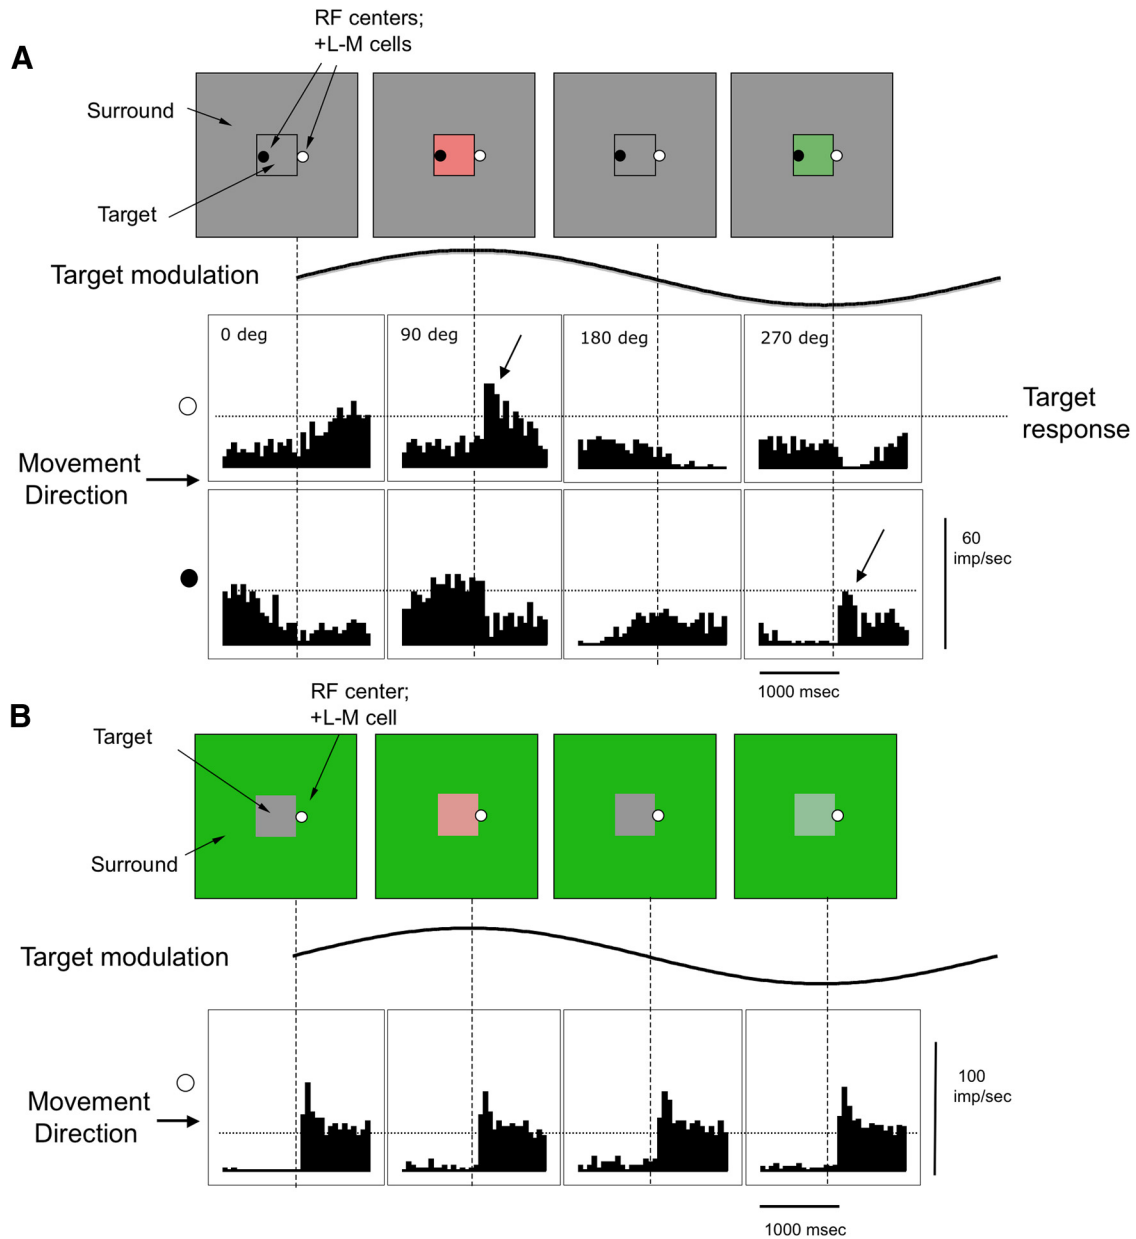 A
RF centers;
+L-M cells
Surround
Target
Target modulation
0 deg
90 deg
180 deg
270 deg
Target
response
Movement
Direction
60
imp/sec
1000 msec
B
RF center;
+L-M cell
Target
Surround
Target modulation
Movement
Direction
100
imp/sec
1000 msec